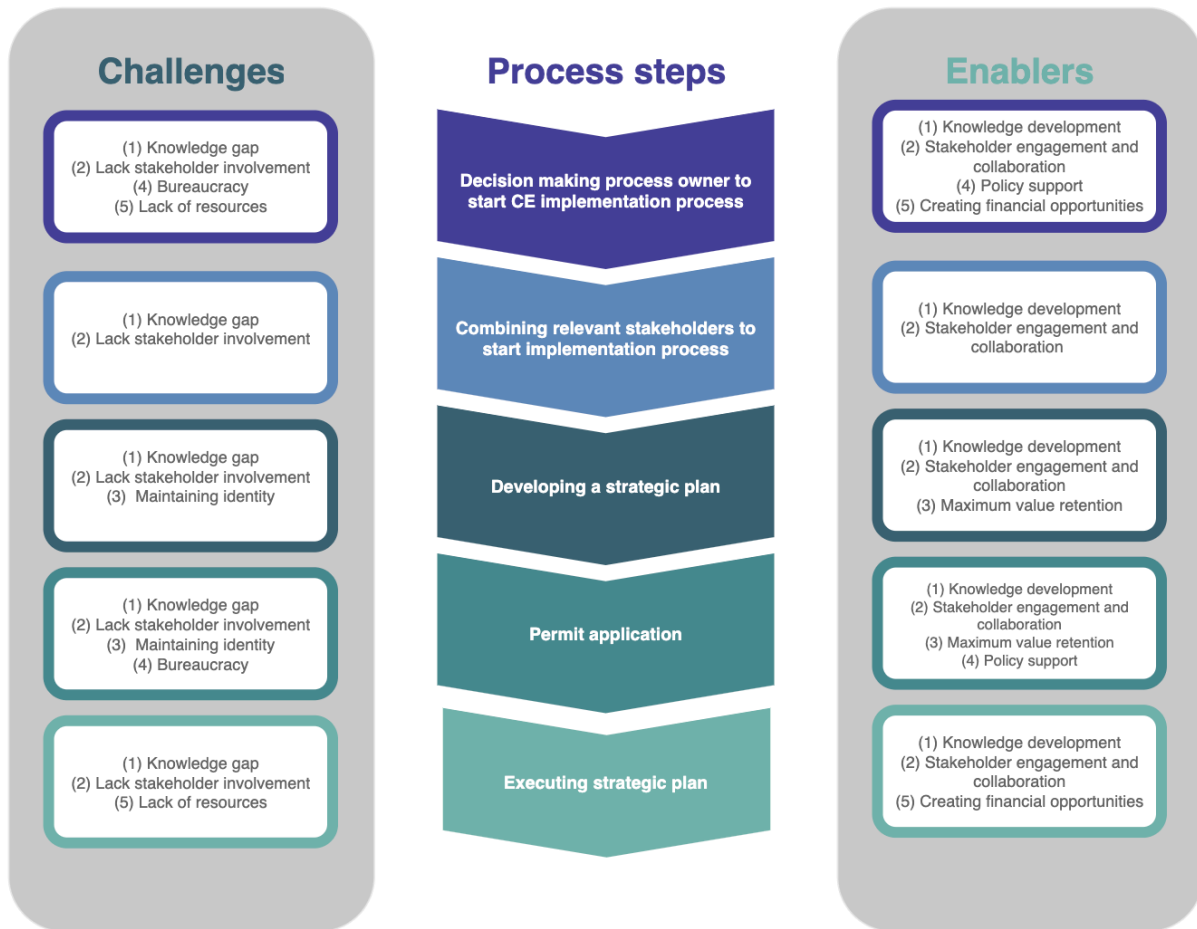 Challenges
(1) Knowledge gap
(2) Lack stakeholder involvement
(4) Bureaucracy
(5) Lack of resources
(1) Knowledge gap
(2) Lack stakeholder involvement
(1) Knowledge gap
(2) Lack stakeholder involvement
(3) Maintaining identity
(1) Knowledge gap
(2) Lack stakeholder involvement
(3) Maintaining identity
(4) Bureaucracy
(1) Knowledge gap
(2) Lack stakeholder involvement
(5) Lack of resources
Process steps
Decision making process owner to
start CE implementation process
Combining relevant stakeholders to
start implementation process
Developing a strategic plan
Permit application
Executing strategic plan
Enablers
(1) Knowledge development
(2) Stakeholder engagement and
collaboration
(4) Policy support
(5) Creating financial opportunities
(1) Knowledge development
(2) Stakeholder engagement and
collaboration
(1) Knowledge development
(2) Stakeholder engagement and
collaboration
(3) Maximum value retention
(1) Knowledge development
(2) Stakeholder engagement and
collaboration
(3) Maximum value retention
(4) Policy support
(1) Knowledge development
(2) Stakeholder engagement and
collaboration
(5) Creating financial opportunities